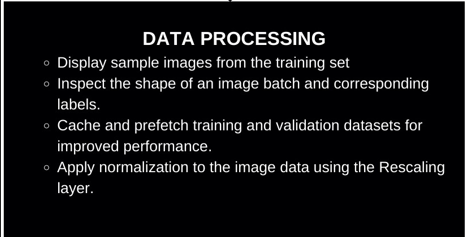 DATA PROCESSING
Display sample images from the training set
Inspect the shape of an image batch and corresponding
labels.
Cache and prefetch training and validation datasets for
improved performance.
Apply normalization to the image data using the Rescaling
layer.